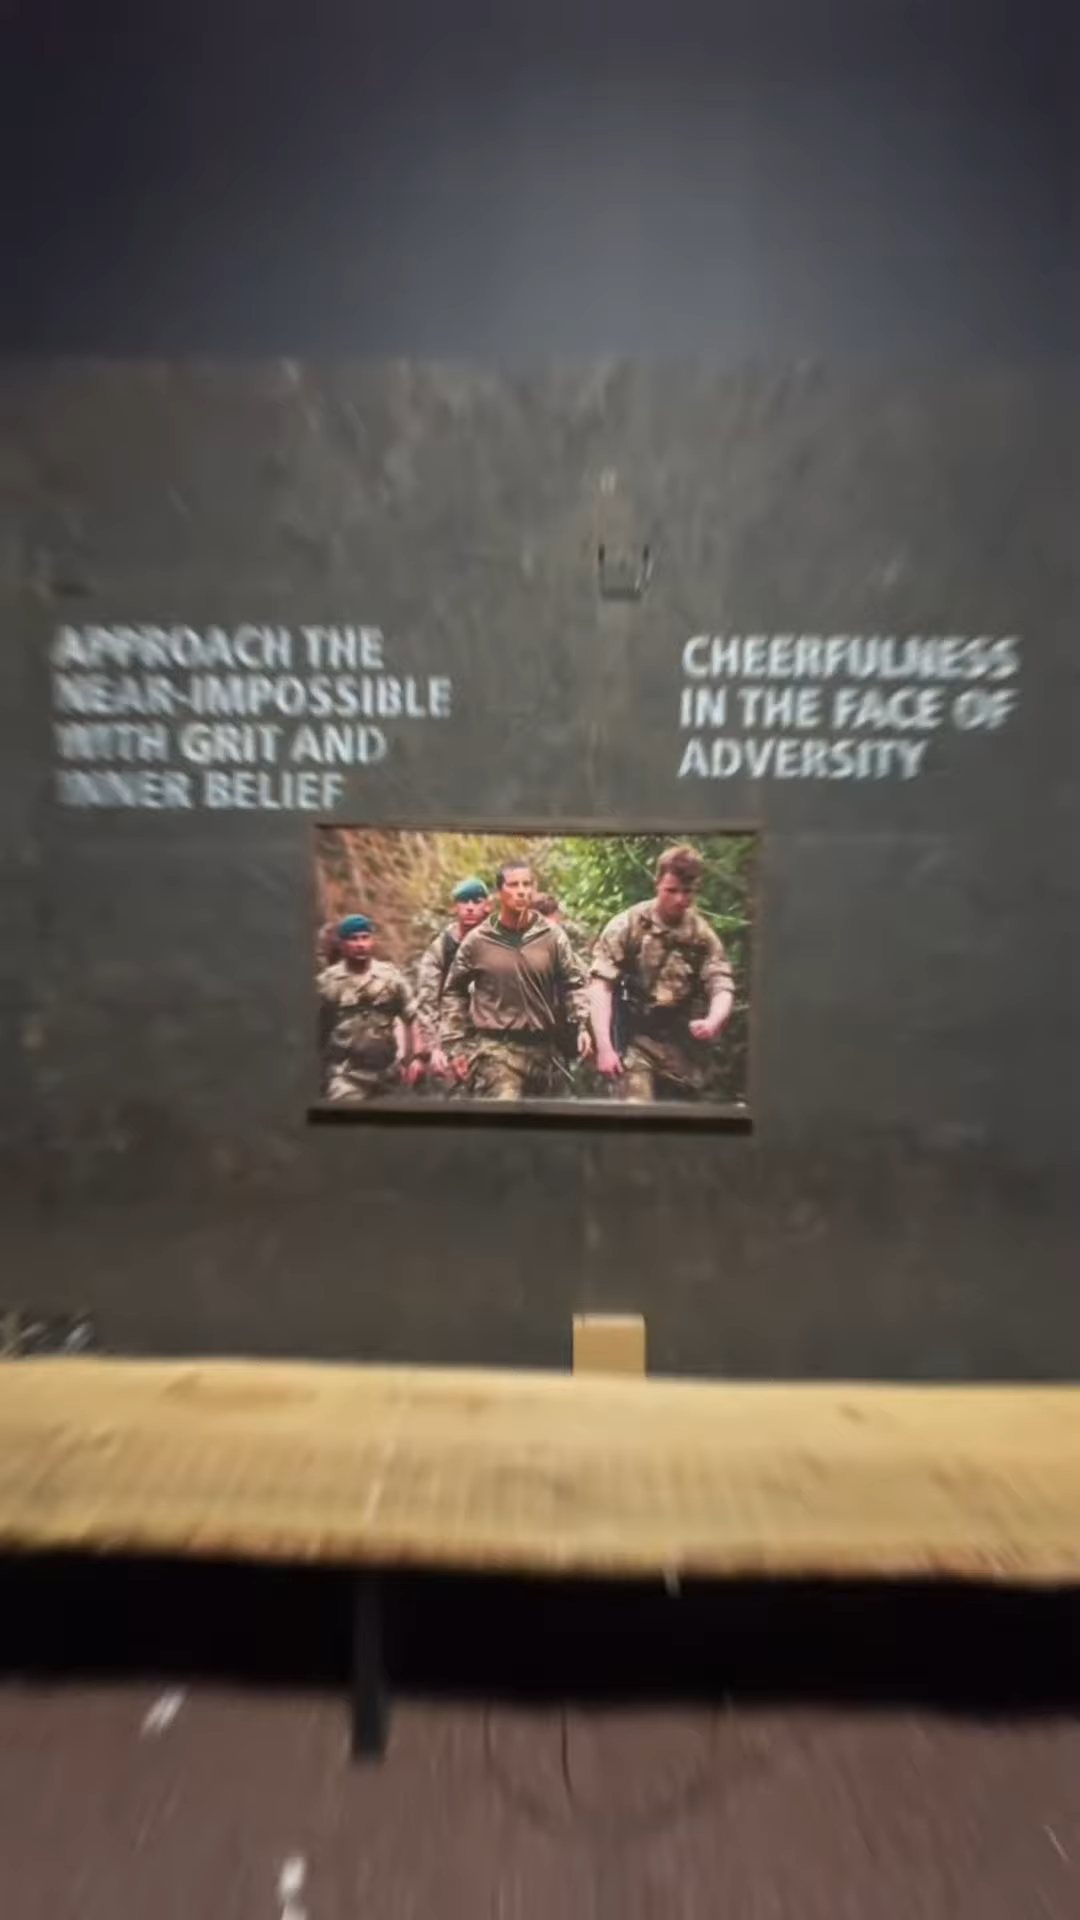 APPROACH THE
NEAR-IMPOSSIBLE
WITH GRIT AND
INNER BELIEF
CHEERFULNESS
IN THE FACE OF
ADVERSITY